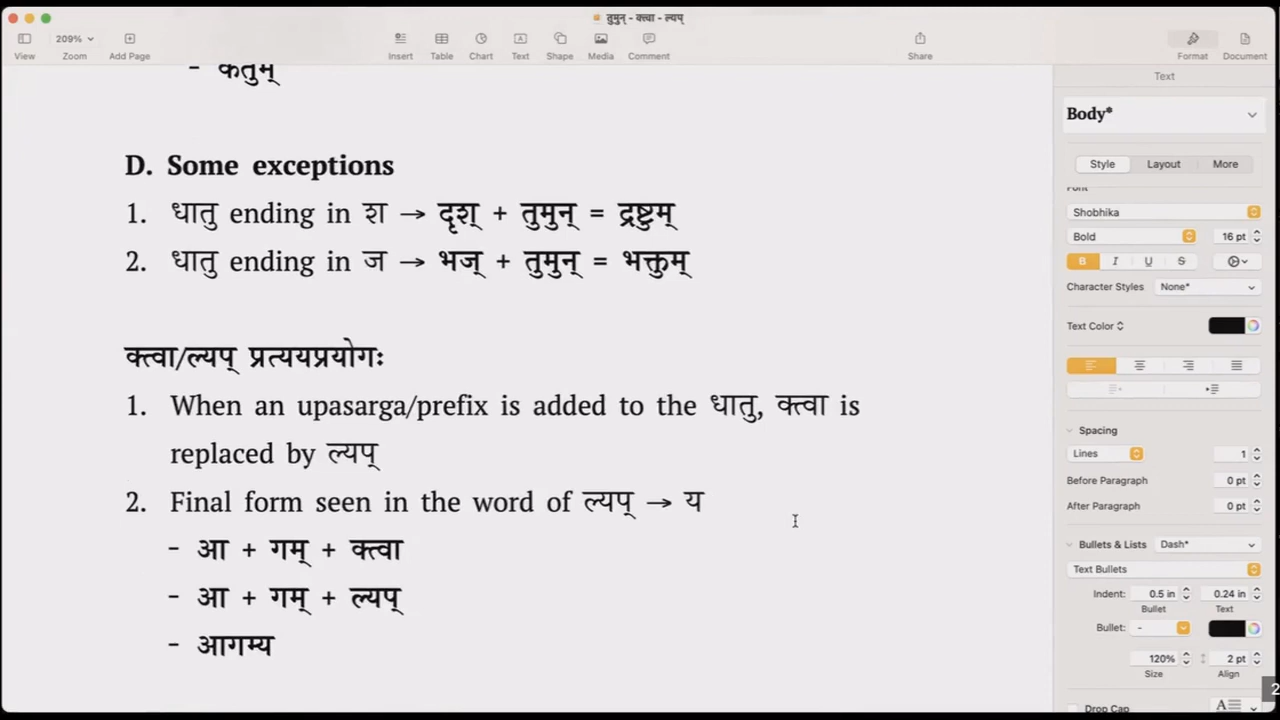 तुमुन् - क्त्वा - ल्यप्
209%
View Zoom Add Page Insert Table Chart Text Shape Media Comment Share Format Document
- कर्तुम्
D. Some exceptions
1. धातु ending in श → दृश् + तुमुन् = द्रष्टुम्
2. धातु ending in ज → भज् + तुमुन् = भक्तुम्
क्त्वा/ल्यप् प्रत्ययप्रयोगः
1. When an upasarga/prefix is added to the धातु, क्त्वा is
replaced by ल्यप्
2. Final form seen in the word of ल्यप् → य
- आ + गम् + क्त्वा
- आ + गम् + ल्यप्
- आगम्य
Text
Body*
Style Layout More
Font
Shobhika
Bold 16 pt
B I U S
Character Styles None*
Text Color
Spacing
Lines 1
Before Paragraph 0 pt
After Paragraph 0 pt
Bullets & Lists Dash*
Text Bullets
Indent: 0.5 in 0.24 in
Bullet Text
Bullet: -
120% 2 pt
Size Align
Drop Cap
2